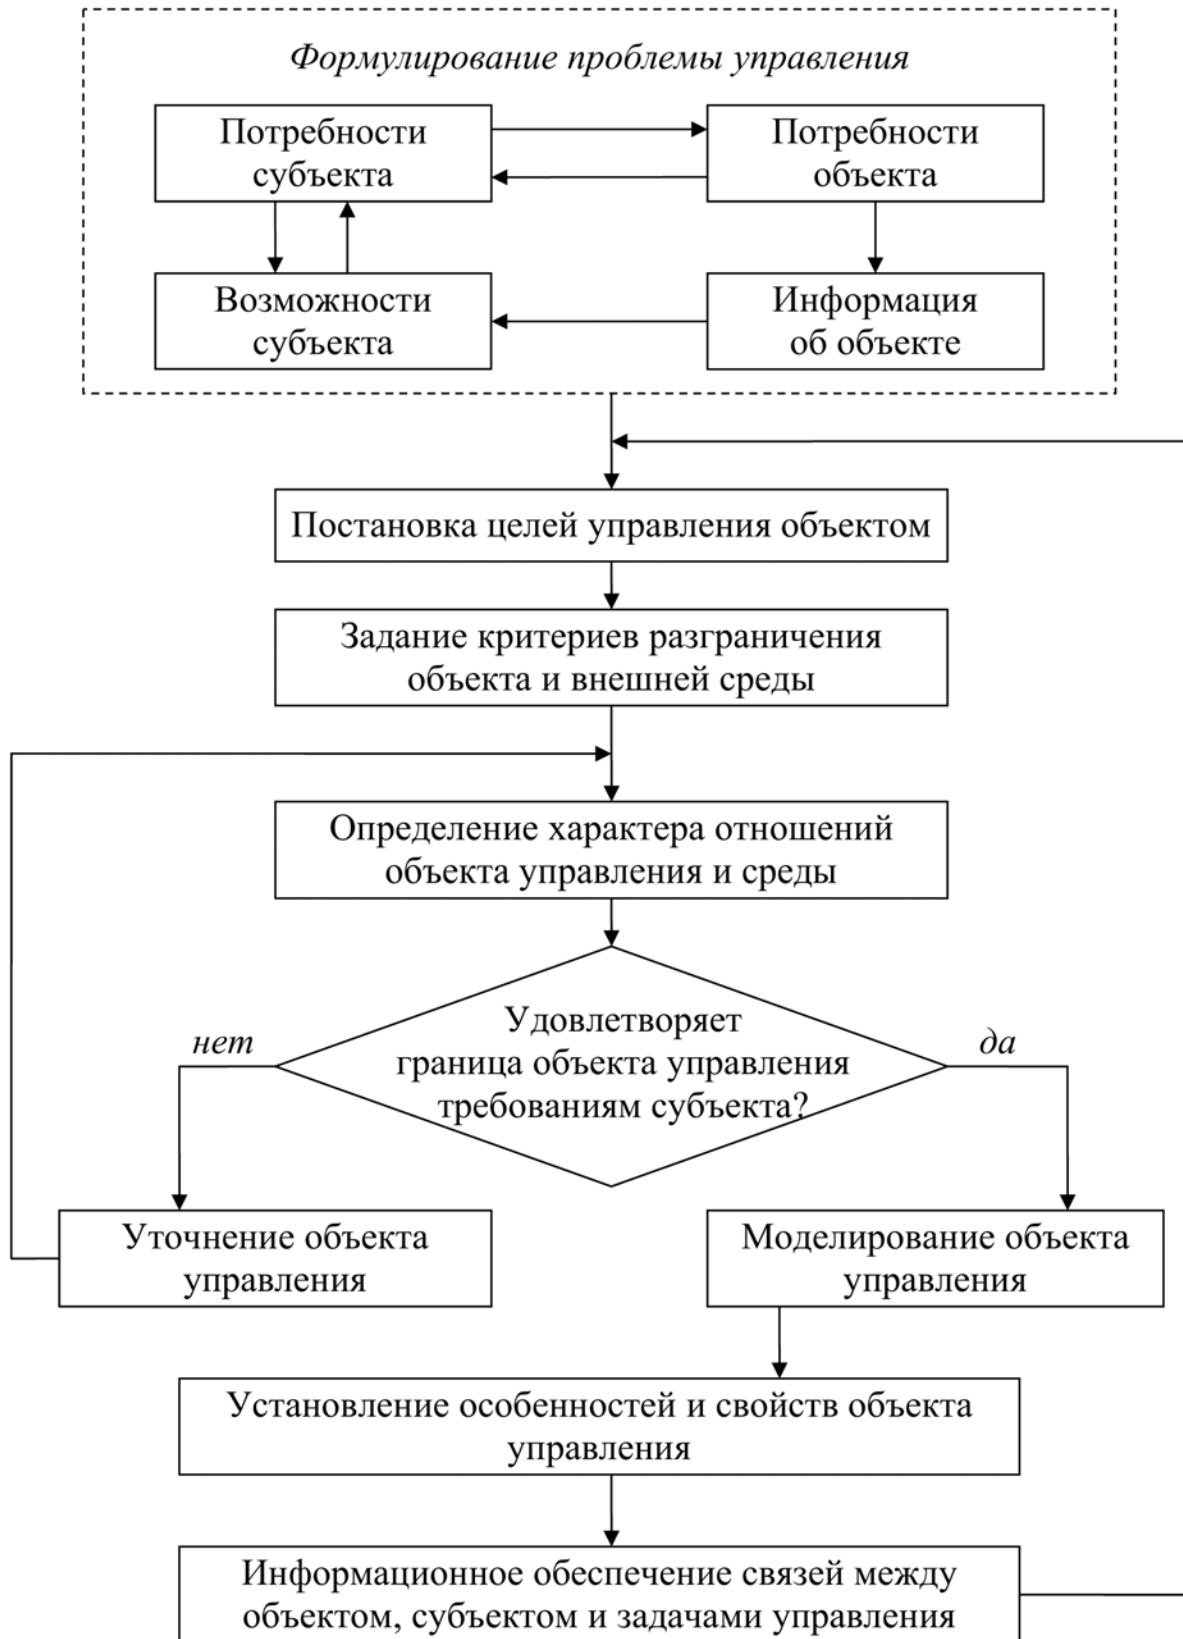 Формулирование проблемы управления
Потребности
субъекта
Потребности
объекта
Возможности
субъекта
Информация
об объекте
Постановка целей управления объектом
Задание критериев разграничения
объекта и внешней среды
Определение характера отношений
объекта управления и среды
Удовлетворяет
граница объекта управления
требованиям субъекта?
нет
да
Уточнение объекта
управления
Моделирование объекта
управления
Установление особенностей и свойств объекта
управления
Информационное обеспечение связей между
объектом, субъектом и задачами управления